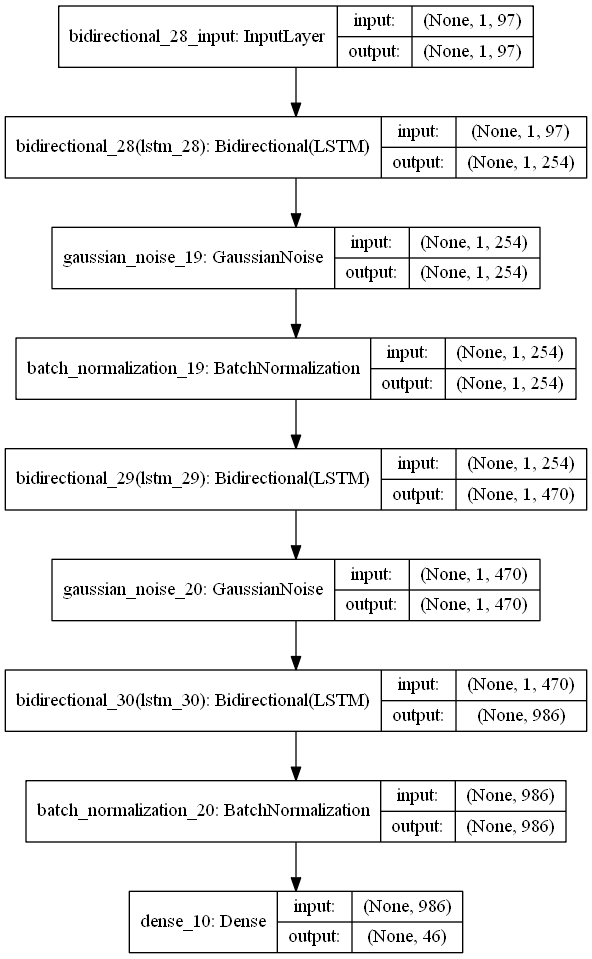 bidirectional_28_input: InputLayer
input: (None, 1, 97)
output: (None, 1, 97)
bidirectional_28(lstm_28): Bidirectional(LSTM)
input: (None, 1, 97)
output: (None, 1, 254)
gaussian_noise_19: GaussianNoise
input: (None, 1, 254)
output: (None, 1, 254)
batch_normalization_19: BatchNormalization
input: (None, 1, 254)
output: (None, 1, 254)
bidirectional_29(lstm_29): Bidirectional(LSTM)
input: (None, 1, 254)
output: (None, 1, 470)
gaussian_noise_20: GaussianNoise
input: (None, 1, 470)
output: (None, 1, 470)
bidirectional_30(lstm_30): Bidirectional(LSTM)
input: (None, 1, 470)
output: (None, 986)
batch_normalization_20: BatchNormalization
input: (None, 986)
output: (None, 986)
dense_10: Dense
input: (None, 986)
output: (None, 46)